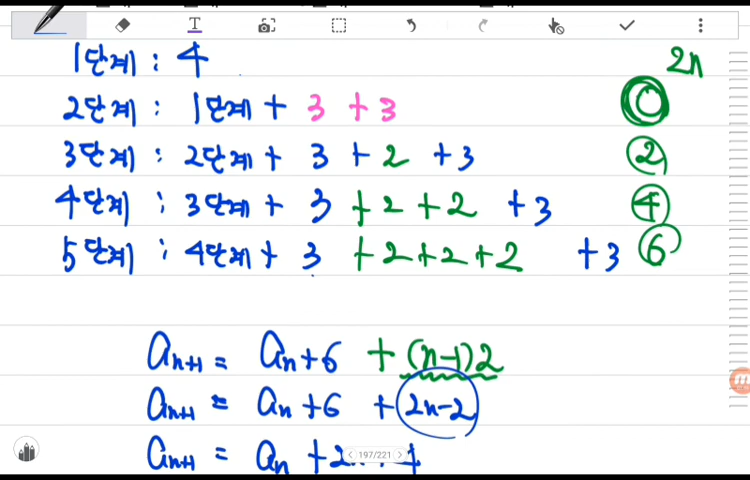 1단계 : 4
2n
2단계 : 1단계 + 3 + 3
0
3단계 : 2단계 + 3 + 2 + 3
2
4단계 : 3단계 + 3 + 2 + 2 + 3
4
5단계 : 4단계 + 3 + 2 + 2 + 2 + 3
6
aₙ₊₁ = aₙ + 6 + (n-1)2
aₙ₊₁ = aₙ + 6 + 2n-2
aₙ₊₁ = aₙ + 2
197/221